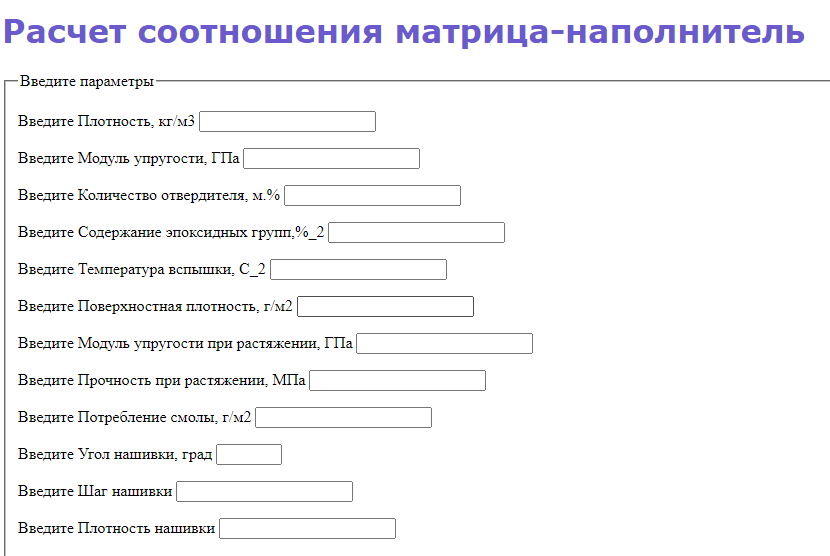 Расчет соотношения матрица-наполнитель
Введите параметры
Введите Плотность, кг/м3
Введите Модуль упругости, ГПа
Введите Количество отвердителя, м.%
Введите Содержание эпоксидных групп,%_2
Введите Температура вспышки, С_2
Введите Поверхностная плотность, г/м2
Введите Модуль упругости при растяжении, ГПа
Введите Прочность при растяжении, МПа
Введите Потребление смолы, г/м2
Введите Угол нашивки, град
Введите Шаг нашивки
Введите Плотность нашивки